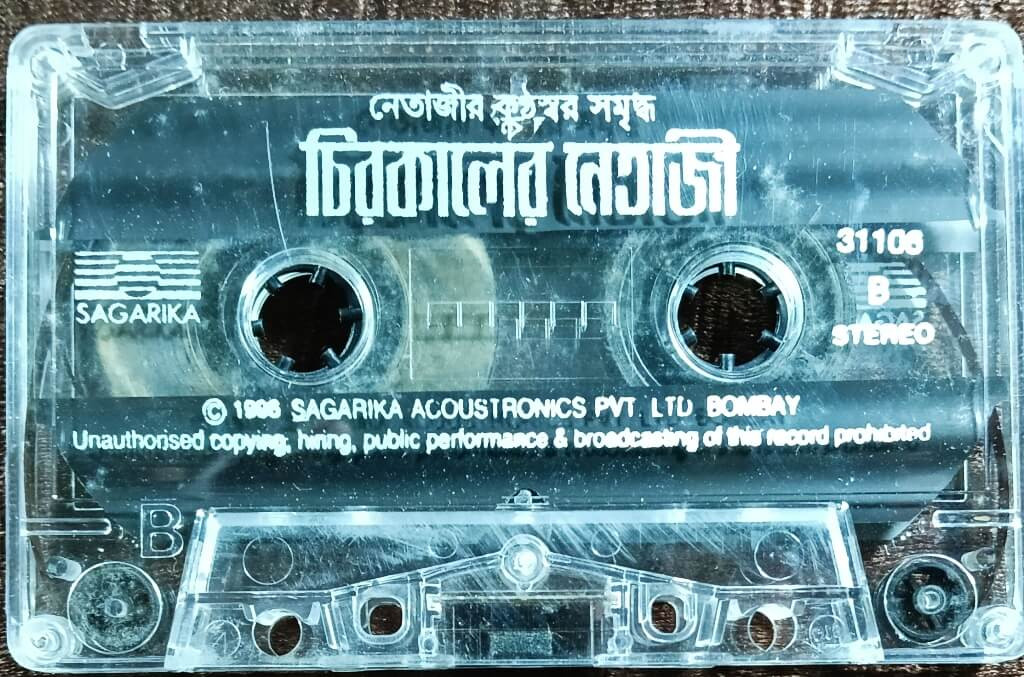 নেতাজীর কণ্ঠস্বর সমৃদ্ধ
চিরকালের নেতাজী
31106
SAGARIKA
B
STEREO
© 1996 SAGARIKA ACOUSTRONICS PVT. LTD. BOMBAY
Unauthorised copying, hiring, public performance & broadcasting of this record prohibited
B